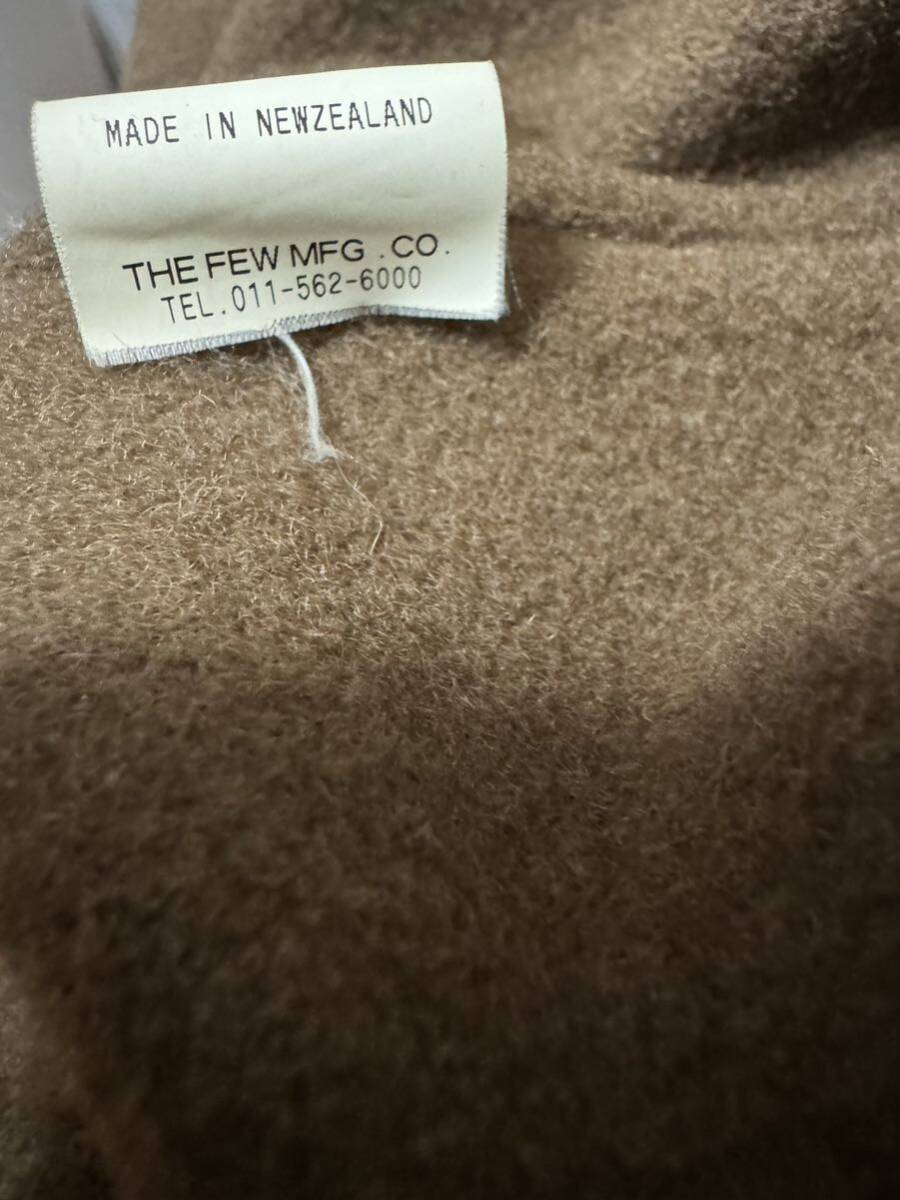 MADE IN NEWZEALAND
THE FEW MFG .CO.
TEL.011-562-6000